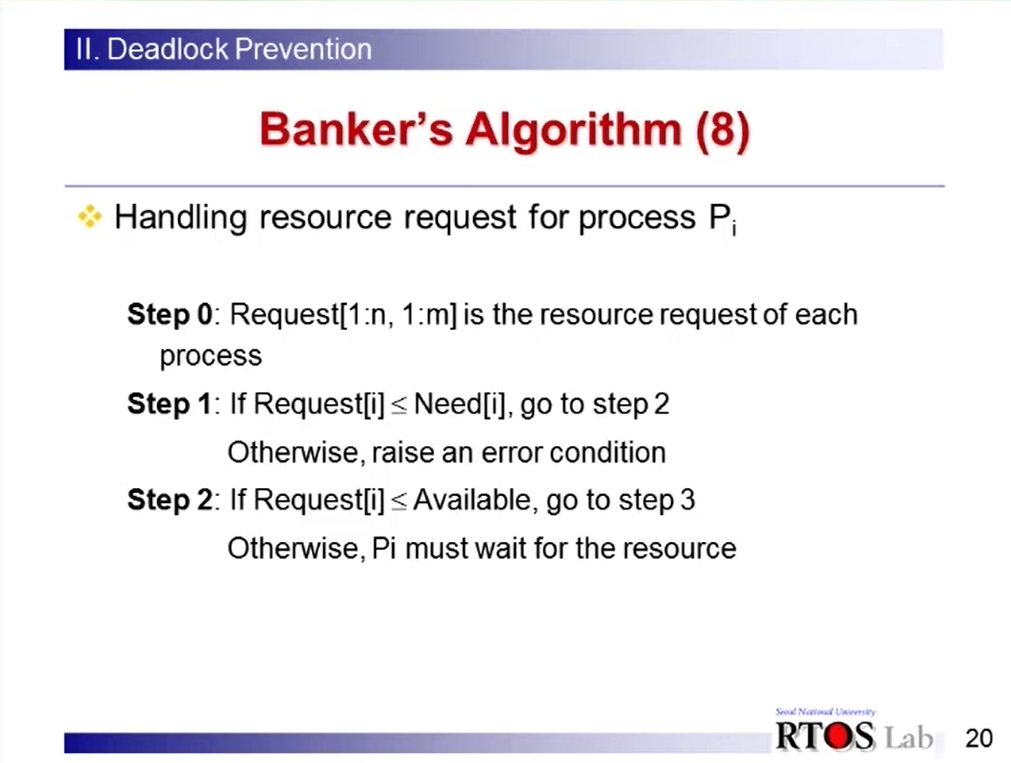 II. Deadlock Prevention
Banker's Algorithm (8)
Handling resource request for process Pi
Step 0: Request[1:n, 1:m] is the resource request of each
process
Step 1: If Request[i] ≤ Need[i], go to step 2
Otherwise, raise an error condition
Step 2: If Request[i] ≤ Available, go to step 3
Otherwise, Pi must wait for the resource
Seoul National University
RTOS Lab
20